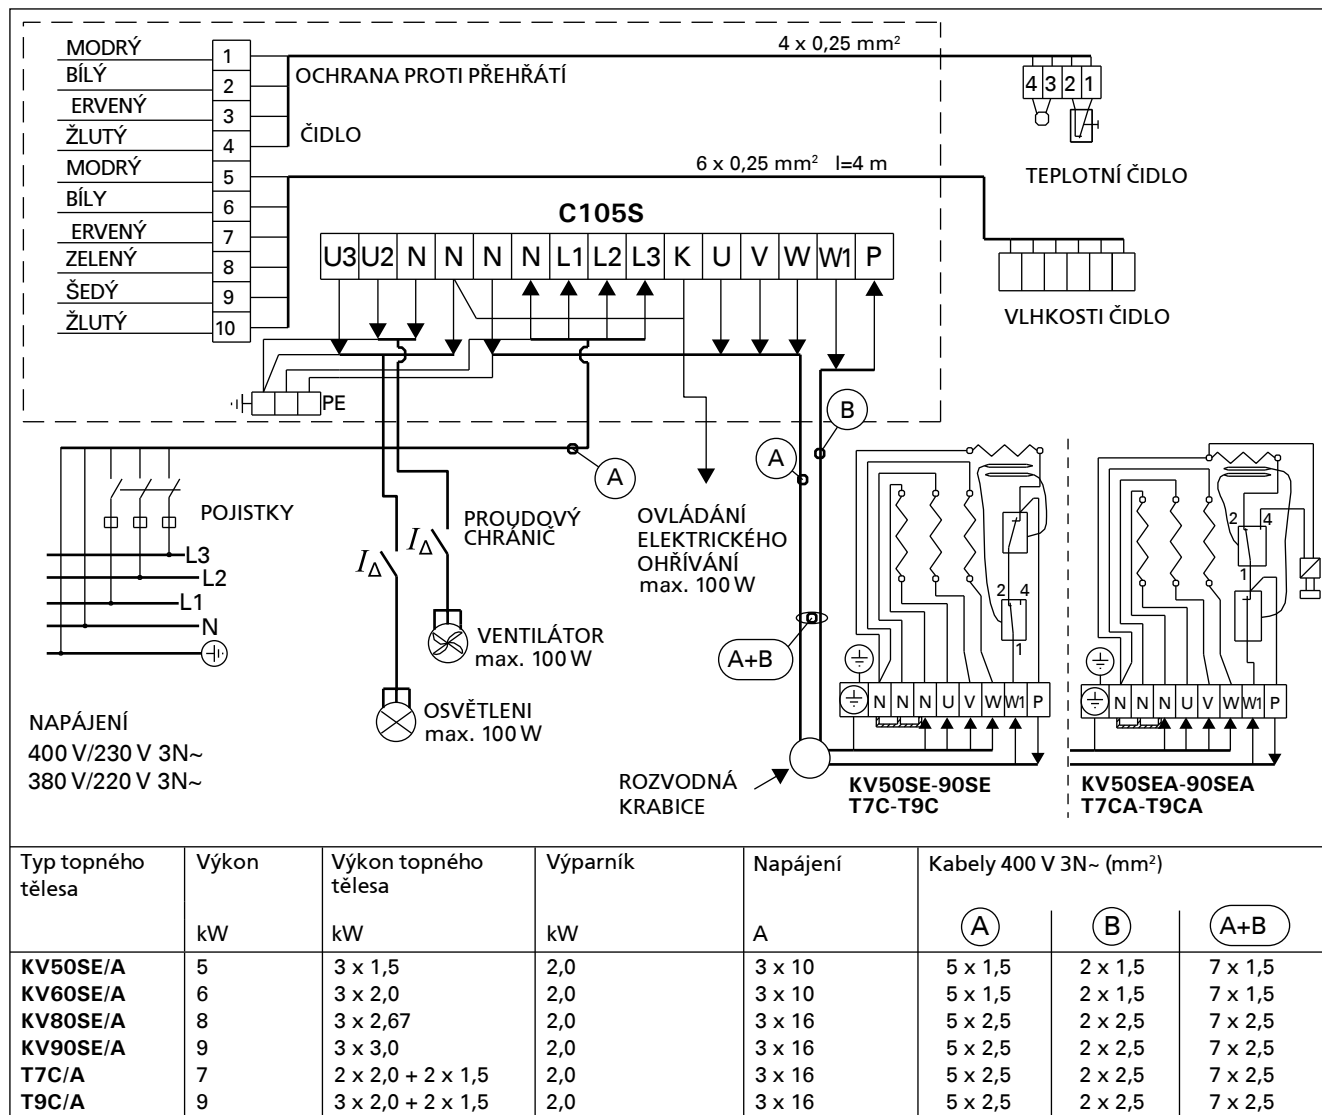 MODRÝ 1
BÍLÝ 2
ERVENÝ 3
ŽLUTÝ 4
MODRÝ 5
BÍLY 6
ERVENÝ 7
ZELENÝ 8
ŠEDÝ 9
ŽLUTÝ 10
OCHRANA PROTI PŘEHŘÁTÍ
ČIDLO
4 x 0,25 mm²
4 3 2 1
TEPLOTNÍ ČIDLO
6 x 0,25 mm² l=4 m
VLHKOSTI ČIDLO
C105S
U3 U2 N N N N L1 L2 L3 K U V W W1 P
PE
A
A
B
A+B
POJISTKY
L3
L2
L1
N
NAPÁJENÍ
400 V/230 V 3N~
380 V/220 V 3N~
I∆
I∆
PROUDOVÝ
CHRÁNIČ
VENTILÁTOR
max. 100 W
OSVĚTLENI
max. 100 W
OVLÁDÁNÍ
ELEKTRICKÉHO
OHŘÍVÁNÍ
max. 100 W
ROZVODNÁ
KRABICE
2 4
1
N N N U V W W1 P
KV50SE-90SE
T7C-T9C
2 4
1
N N N U V W W1 P
KV50SEA-90SEA
T7CA-T9CA
Typ topného
tělesa
Výkon
kW
Výkon topného
tělesa
kW
Výparník
kW
Napájení
A
Kabely 400 V 3N~ (mm²)
A B A+B
KV50SE/A 5 3 x 1,5 2,0 3 x 10 5 x 1,5 2 x 1,5 7 x 1,5
KV60SE/A 6 3 x 2,0 2,0 3 x 10 5 x 1,5 2 x 1,5 7 x 1,5
KV80SE/A 8 3 x 2,67 2,0 3 x 16 5 x 2,5 2 x 2,5 7 x 2,5
KV90SE/A 9 3 x 3,0 2,0 3 x 16 5 x 2,5 2 x 2,5 7 x 2,5
T7C/A 7 2 x 2,0 + 2 x 1,5 2,0 3 x 16 5 x 2,5 2 x 2,5 7 x 2,5
T9C/A 9 3 x 2,0 + 2 x 1,5 2,0 3 x 16 5 x 2,5 2 x 2,5 7 x 2,5